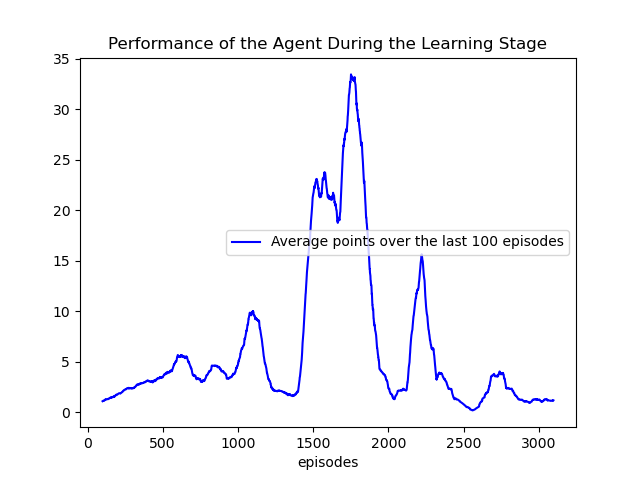 Performance of the Agent During the Learning Stage
35
30
25
20
15
10
5
0
Average points over the last 100 episodes
0 500 1000 1500 2000 2500 3000
episodes